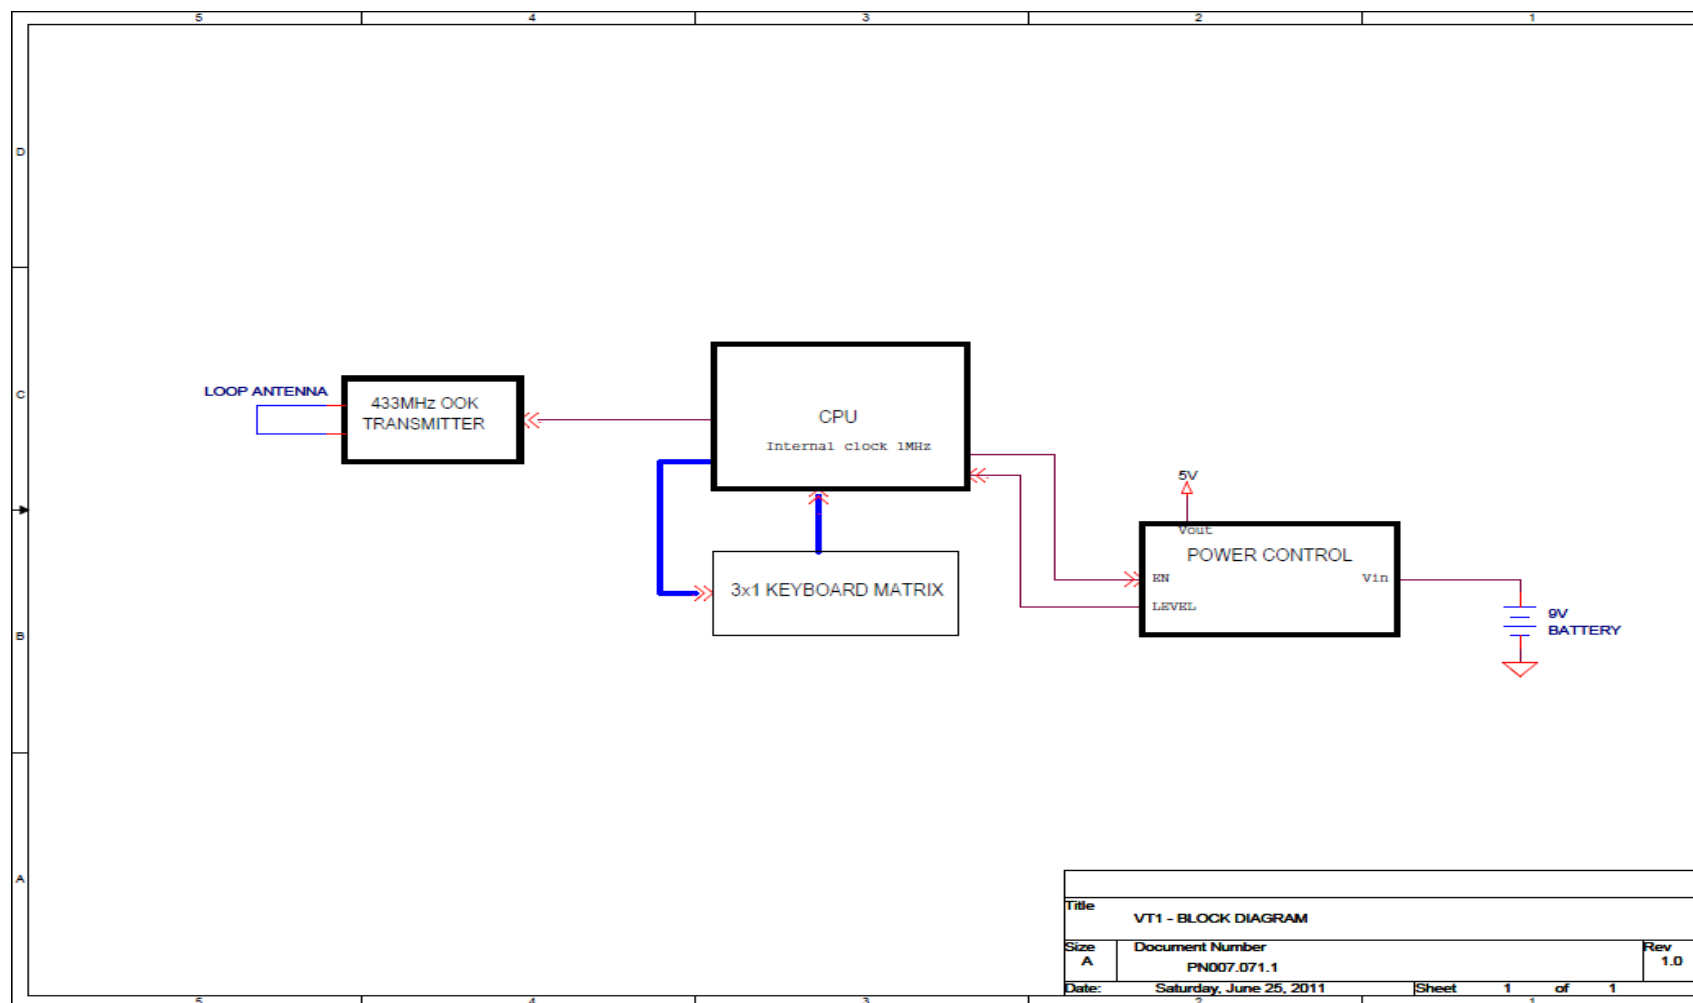 5 4 3 2 1
D
C
B
A
LOOP ANTENNA
433MHz OOK
TRANSMITTER
CPU
Internal clock 1MHz
3x1 KEYBOARD MATRIX
5V
Vout
POWER CONTROL
EN
Vin
LEVEL
9V
BATTERY
Title
VT1 - BLOCK DIAGRAM
Size
A
Document Number
PN007.071.1
Rev
1.0
Date: Saturday, June 25, 2011 Sheet 1 of 1
5 4 3 2 1